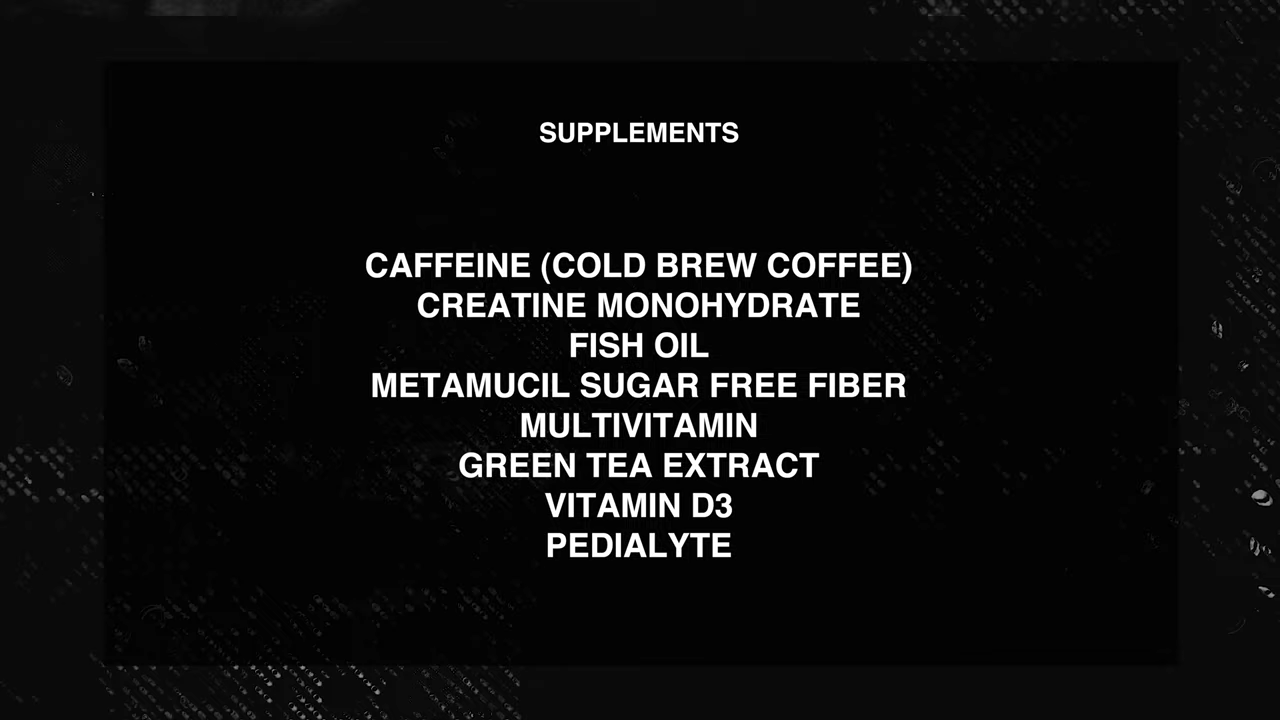 SUPPLEMENTS
CAFFEINE (COLD BREW COFFEE)
CREATINE MONOHYDRATE
FISH OIL
METAMUCIL SUGAR FREE FIBER
MULTIVITAMIN
GREEN TEA EXTRACT
VITAMIN D3
PEDIALYTE